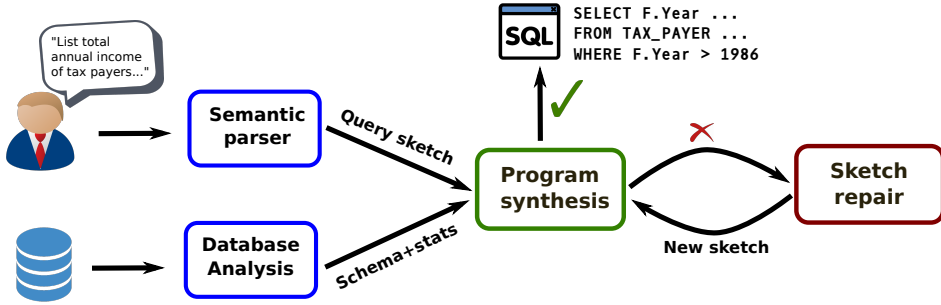 "List total
annual income
of tax payers..."
SQL
SELECT F.Year ...
FROM TAX_PAYER ...
WHERE F.Year > 1986
Semantic
parser
Query sketch
Program
synthesis
Sketch
repair
Database
Analysis
Schema+stats
New sketch